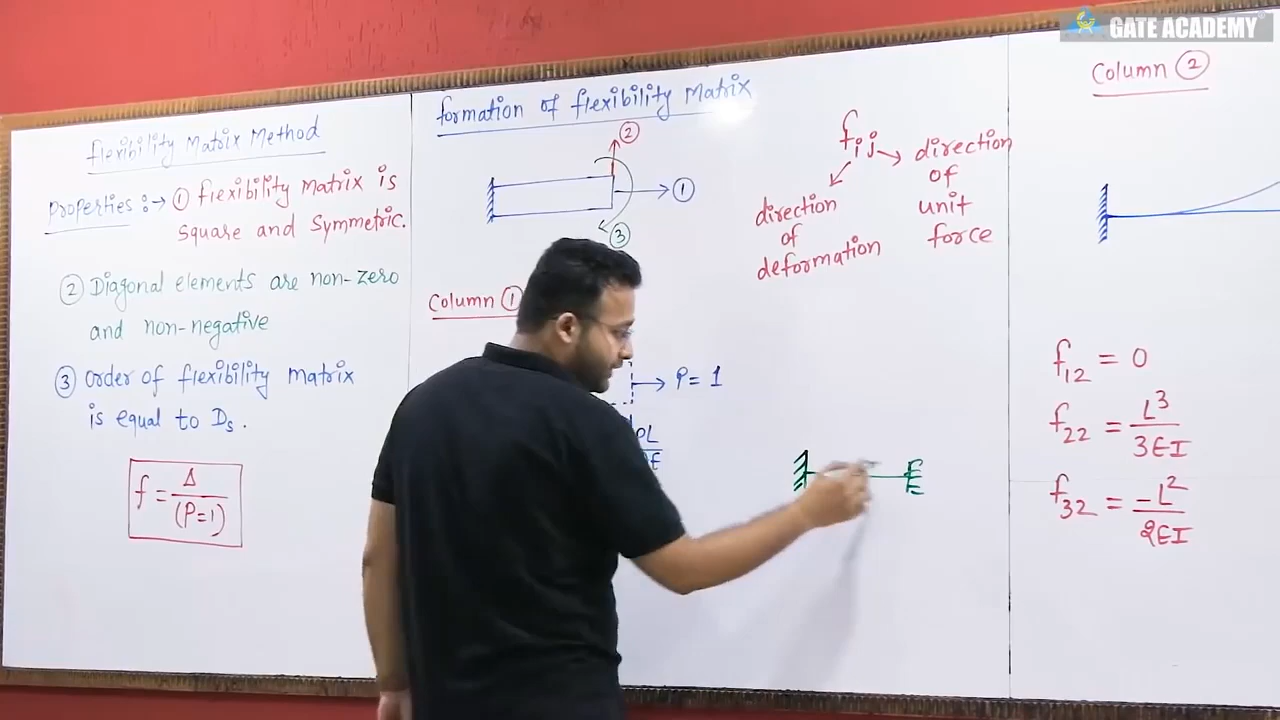 GATE ACADEMY
Flexibility Matrix Method
Properties :→ ① flexibility matrix is
Square and Symmetric.
② Diagonal elements are non-zero
and non-negative
③ Order of flexibility matrix
is equal to Ds.
f = Δ / (P=1)
formation of flexibility Matrix
②
①
③
Column ①
P = 1
PL
E
fij
direction
of
deformation
direction
of
unit
force
Column ②
f12 = 0
f22 = L³ / 3EI
f32 = -L² / 2EI